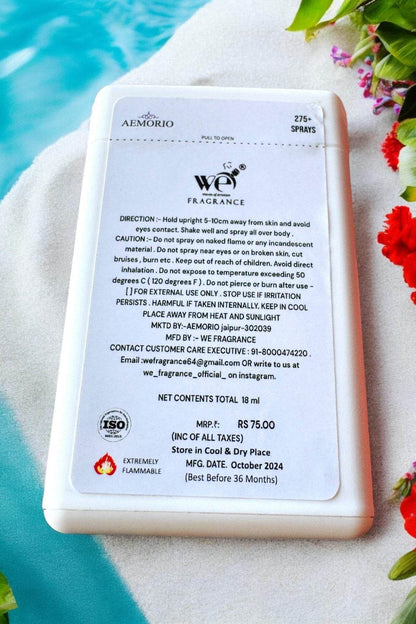 AEMORIO
275+
SPRAYS
PULL TO OPEN
we ®
FRAGRANCE
DIRECTION :- Hold upright 5-10cm away from skin and avoid
eyes contact. Shake well and spray all over body .
CAUTION :- Do not spray on naked flame or any incandescent
material . Do not spray near eyes or on broken skin, cut
bruises , burn etc . Keep out of reach of children. Avoid direct
inhalation . Do not expose to temperature exceeding 50
degrees C ( 120 degrees F ) . Do not pierce or burn after use -
[ ] FOR EXTERNAL USE ONLY . STOP USE IF IRRITATION
PERSISTS . HARMFUL IF TAKEN INTERNALLY. KEEP IN COOL
PLACE AWAY FROM HEAT AND SUNLIGHT
MKTD BY:-AEMORIO jaipur-302039
MFD BY :- WE FRAGRANCE
CONTACT CUSTOMER CARE EXECUTIVE : 91-8000474220 .
Email :wefragrance64@gmail.com OR write to us at
we_fragrance_official_ on instagram.
NET CONTENTS TOTAL 18 ml
MRP.₹: RS 75.00
(INC OF ALL TAXES)
Store in Cool & Dry Place
MFG. DATE. October 2024
(Best Before 36 Months)
ISO
EXTREMELY
FLAMMABLE